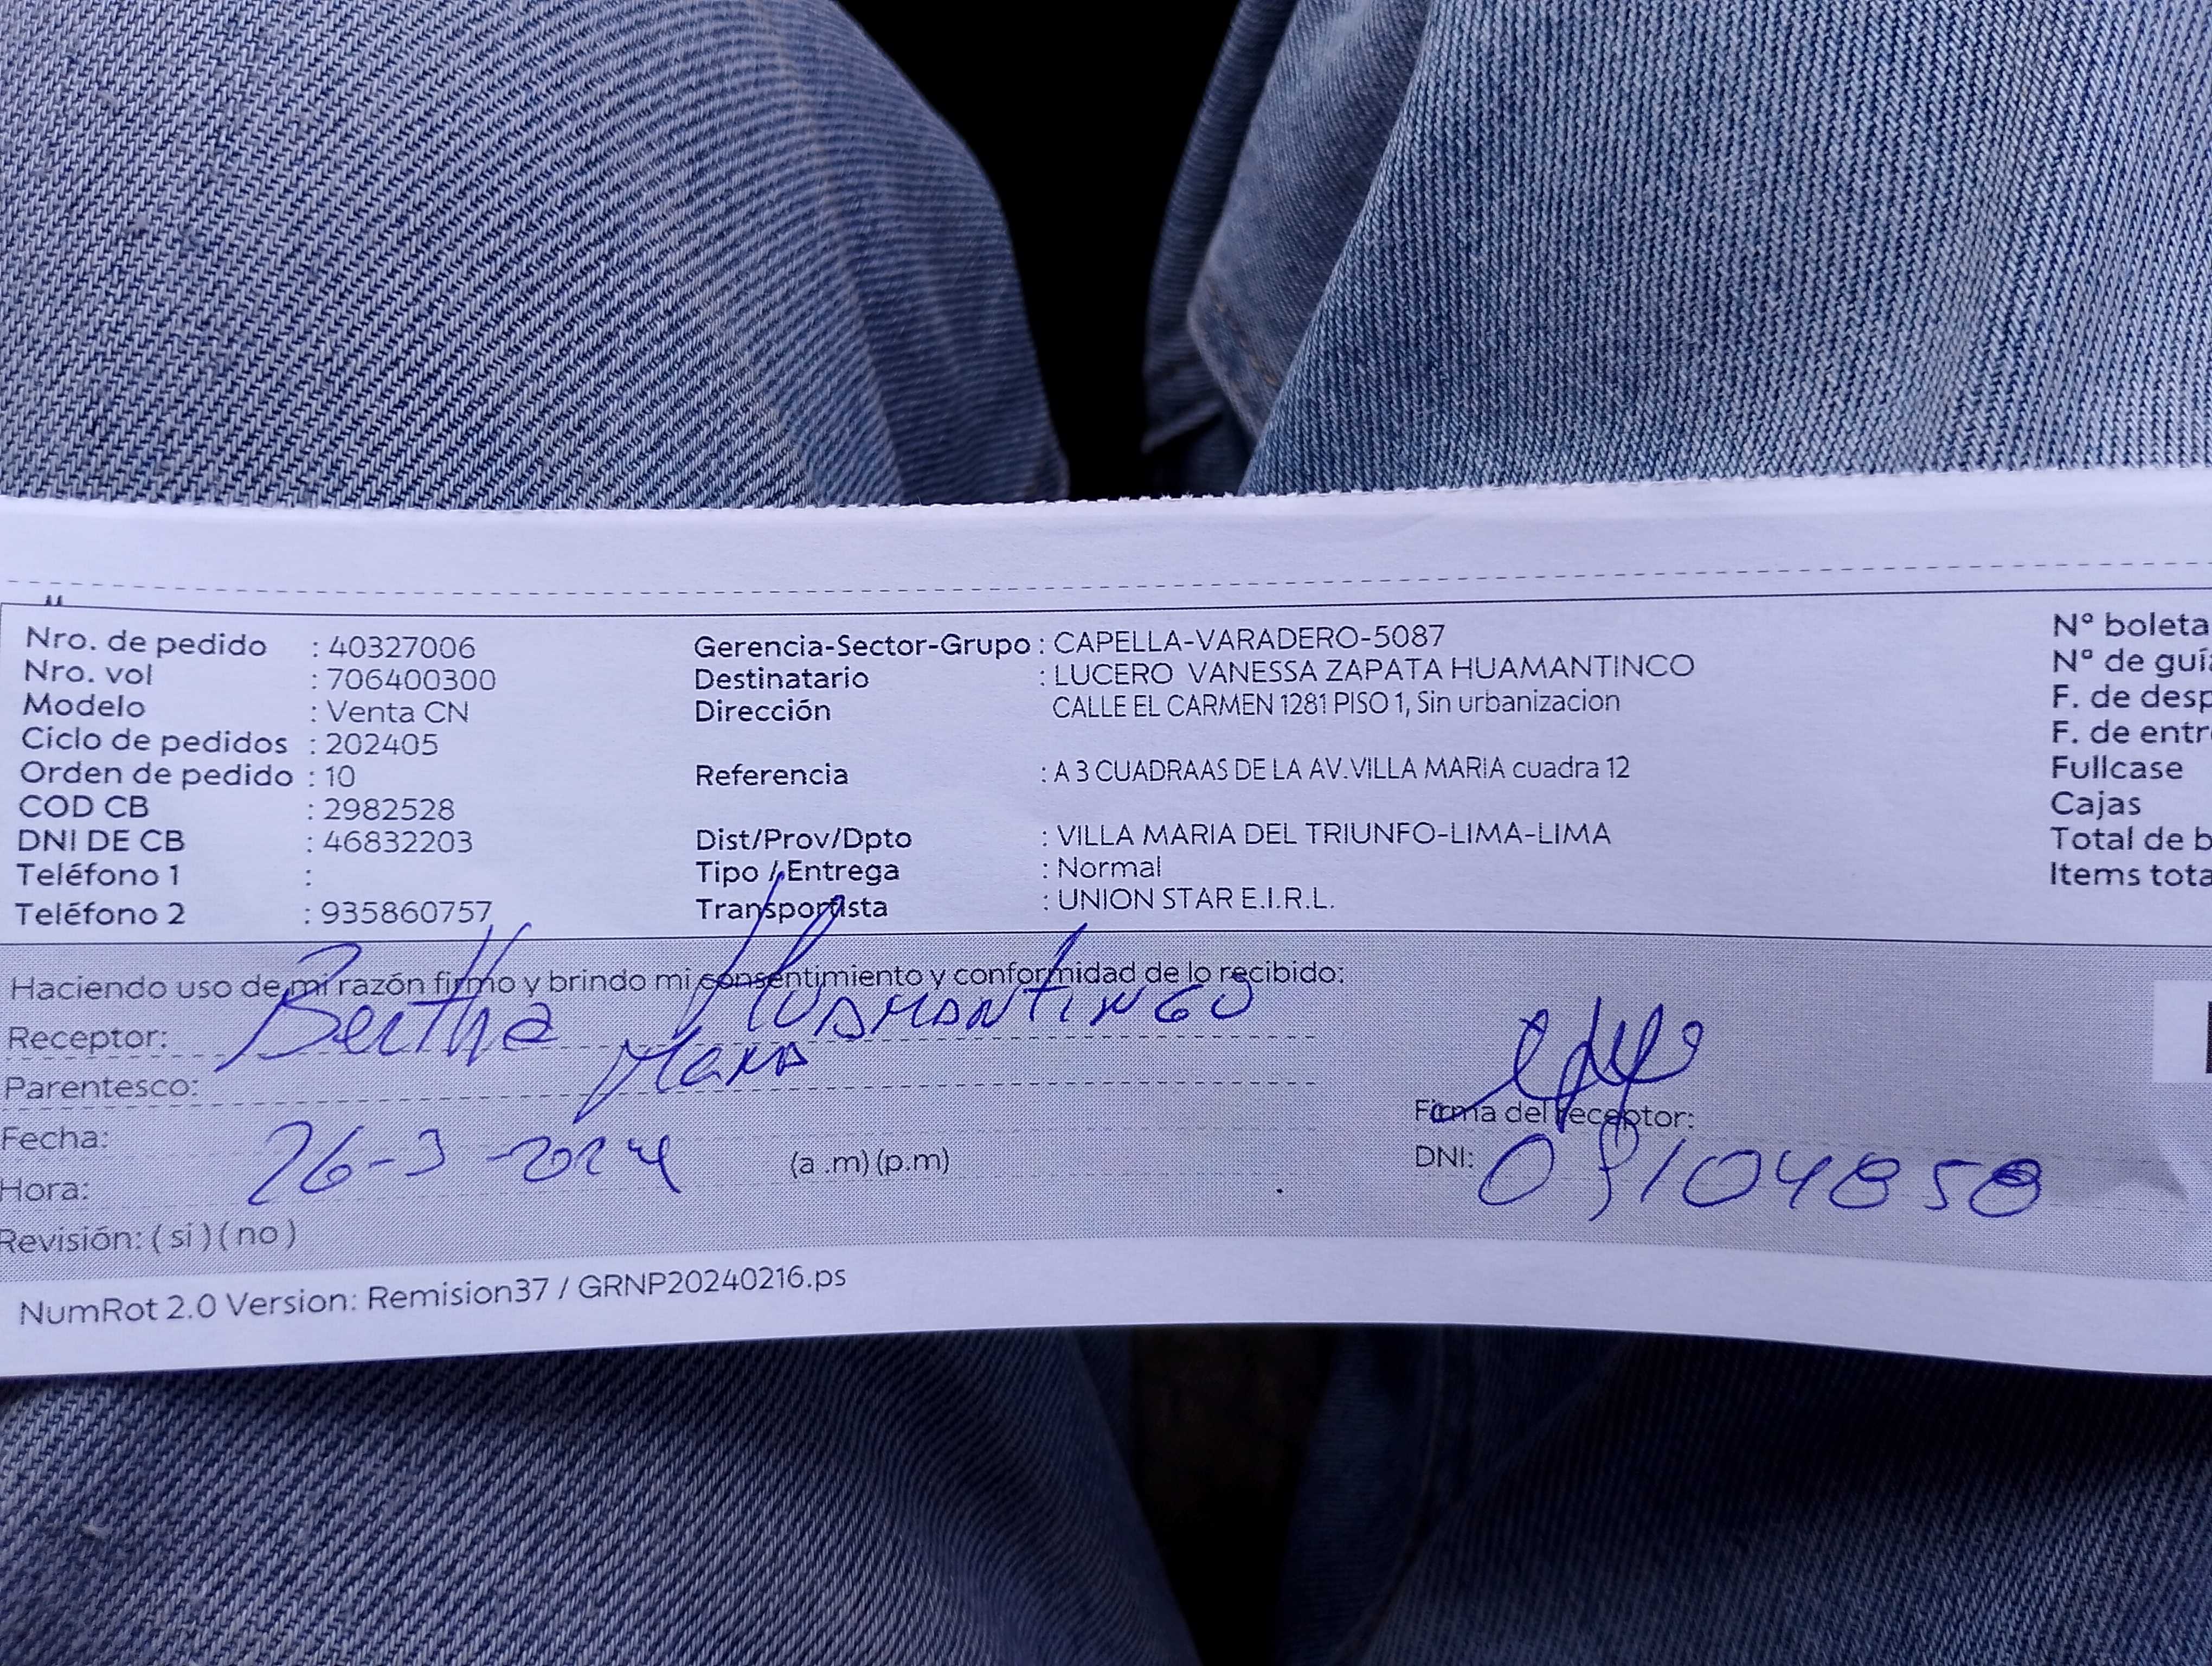 Nro. de pedido : 40327006
Nro. vol : 706400300
Modelo : Venta CN
Ciclo de pedidos : 202405
Orden de pedido : 10
COD CB : 2982528
DNI DE CB : 46832203
Teléfono 1 :
Teléfono 2 : 935860757
Gerencia-Sector-Grupo : CAPELLA-VARADERO-5087
Destinatario : LUCERO VANESSA ZAPATA HUAMANTINCO
Dirección CALLE EL CARMEN 1281 PISO 1, Sin urbanizacion
Referencia : A 3 CUADRAAS DE LA AV.VILLA MARIA cuadra 12
Dist/Prov/Dpto : VILLA MARIA DEL TRIUNFO-LIMA-LIMA
Tipo / Entrega : Normal
Transportista : UNION STAR E.I.R.L.
Nº boleta
Nº de guí
F. de desp
F. de entr
Fullcase
Cajas
Total de b
Items tota
Haciendo uso de mi razón firmo y brindo mi consentimiento y conformidad de lo recibido:
Receptor: Bertha Huamantinco
Parentesco: Mama
Fecha: 26-3-2024
Hora: (a .m) (p.m)
Revisión: ( si ) ( no )
Firma del receptor:
DNI: 09104858
NumRot 2.0 Version: Remision37 / GRNP20240216.ps